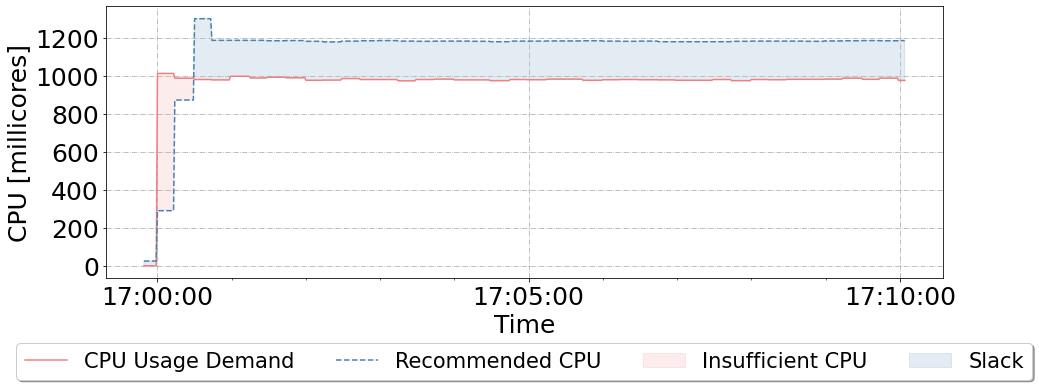 CPU [millicores]
1200
1000
800
600
400
200
0
17:00:00 17:05:00 17:10:00
Time
CPU Usage Demand Recommended CPU Insufficient CPU Slack